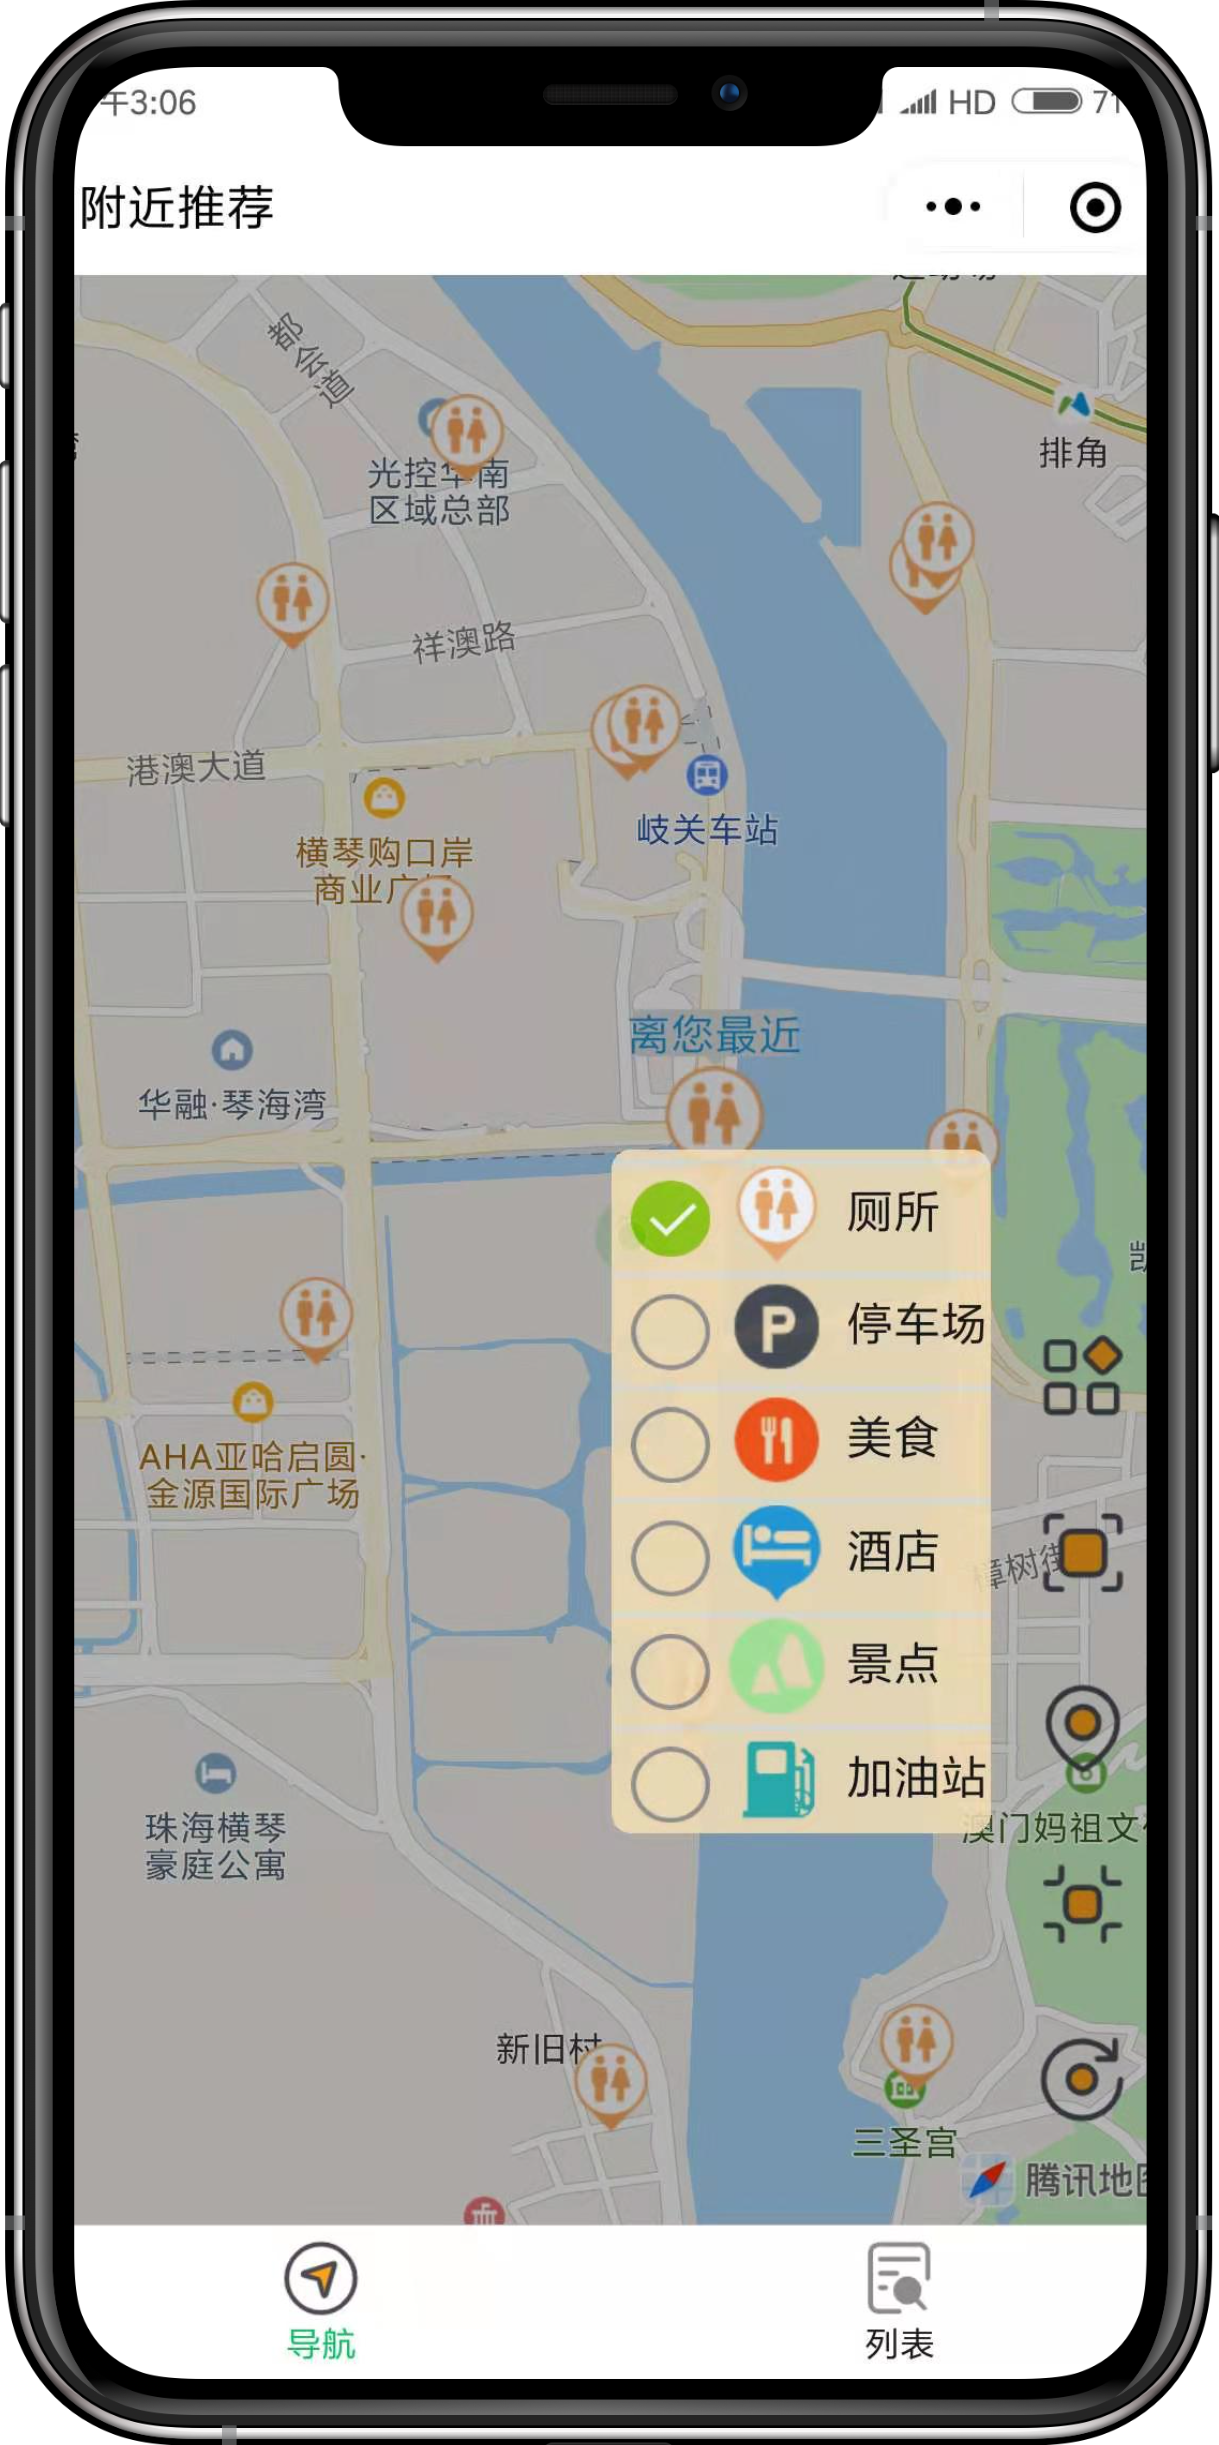 午3:06
HD
71
附近推荐
都会道
排角
光控华南
区域总部
祥澳路
港澳大道
岐关车站
横琴购口岸
商业广场
离您最近
华融·琴海湾
厕所
停车场
P
美食
AHA亚哈启圆·
金源国际广场
酒店
樟树街
景点
加油站
珠海横琴
豪庭公寓
澳门妈祖文
新旧村
三圣宫
腾讯地图
导航
列表